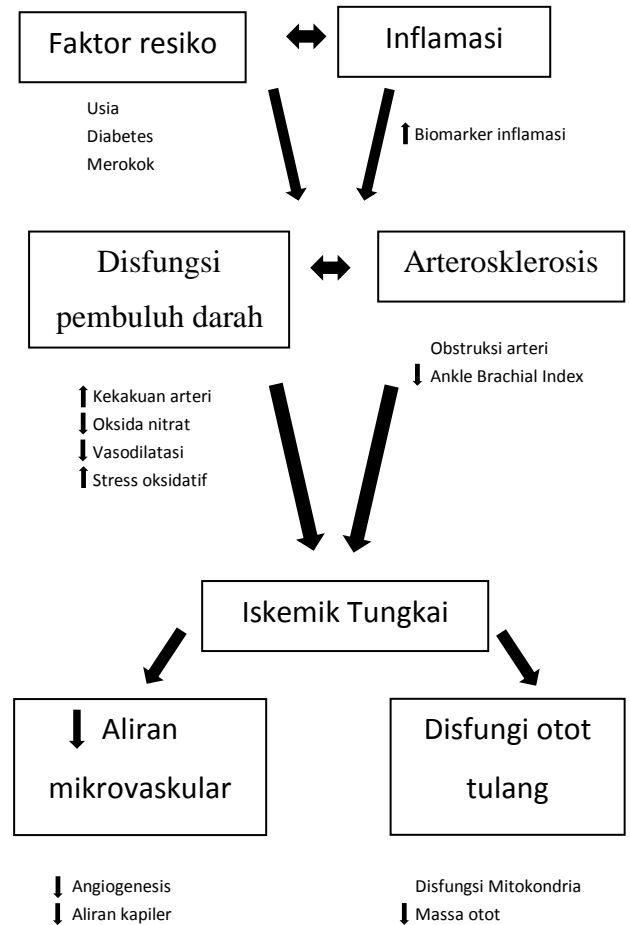 Faktor resiko
Inflamasi
Usia
Diabetes
Merokok
Biomarker inflamasi
Disfungsi
pembuluh darah
Arterosklerosis
Obstruksi arteri
Ankle Brachial Index
Kekakuan arteri
Oksida nitrat
Vasodilatasi
Stress oksidatif
Iskemik Tungkai
Aliran
mikrovaskular
Disfungi otot
tulang
Angiogenesis
Aliran kapiler
Disfungsi Mitokondria
Massa otot